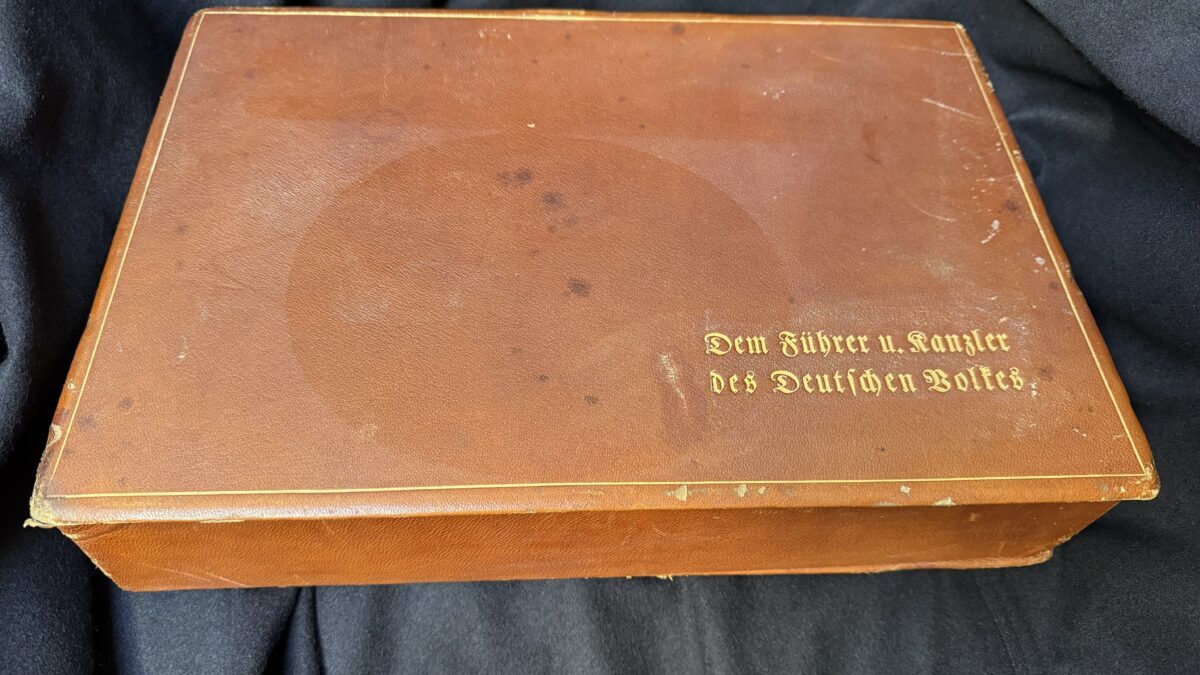 Dem Führer u. Kanzler
des Deutſchen Volkes